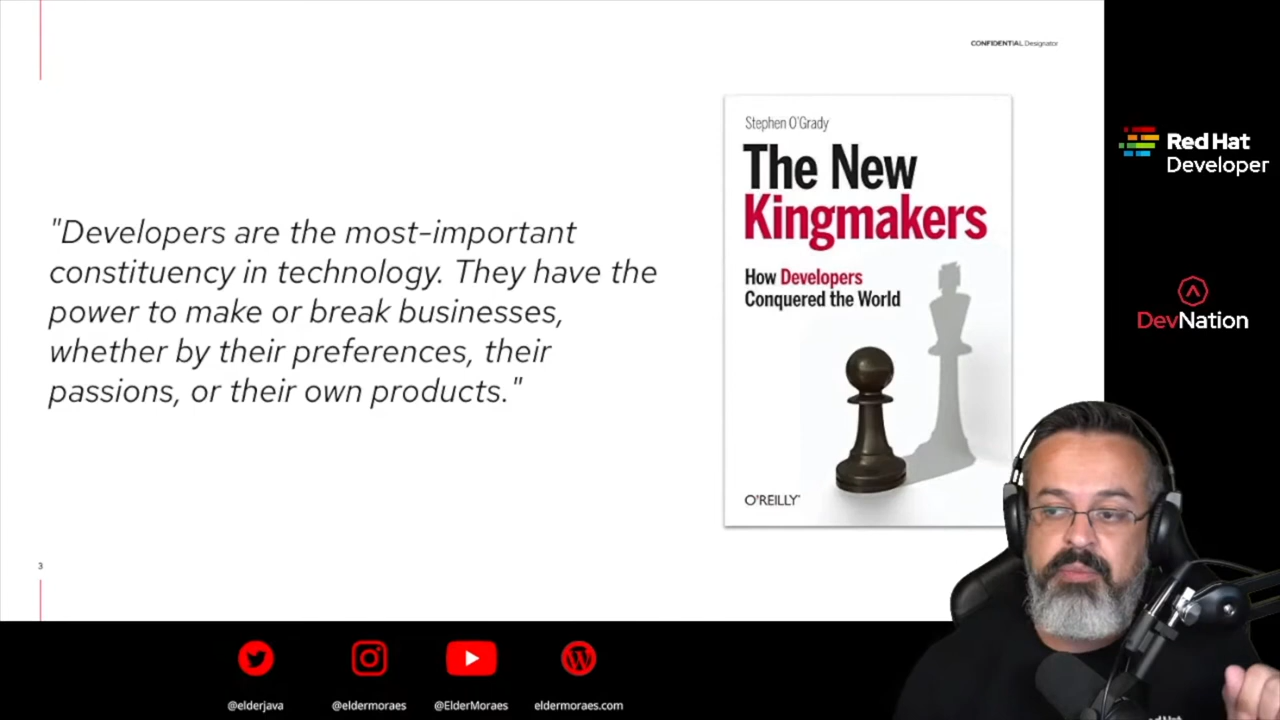 CONFIDENTIAL Designator
"Developers are the most-important
constituency in technology. They have the
power to make or break businesses,
whether by their preferences, their
passions, or their own products."
Stephen O'Grady
The New
Kingmakers
How Developers
Conquered the World
O'REILLY
3
Red Hat
Developer
DevNation
@elderjava
@eldermoraes
@ElderMoraes
eldermoraes.com